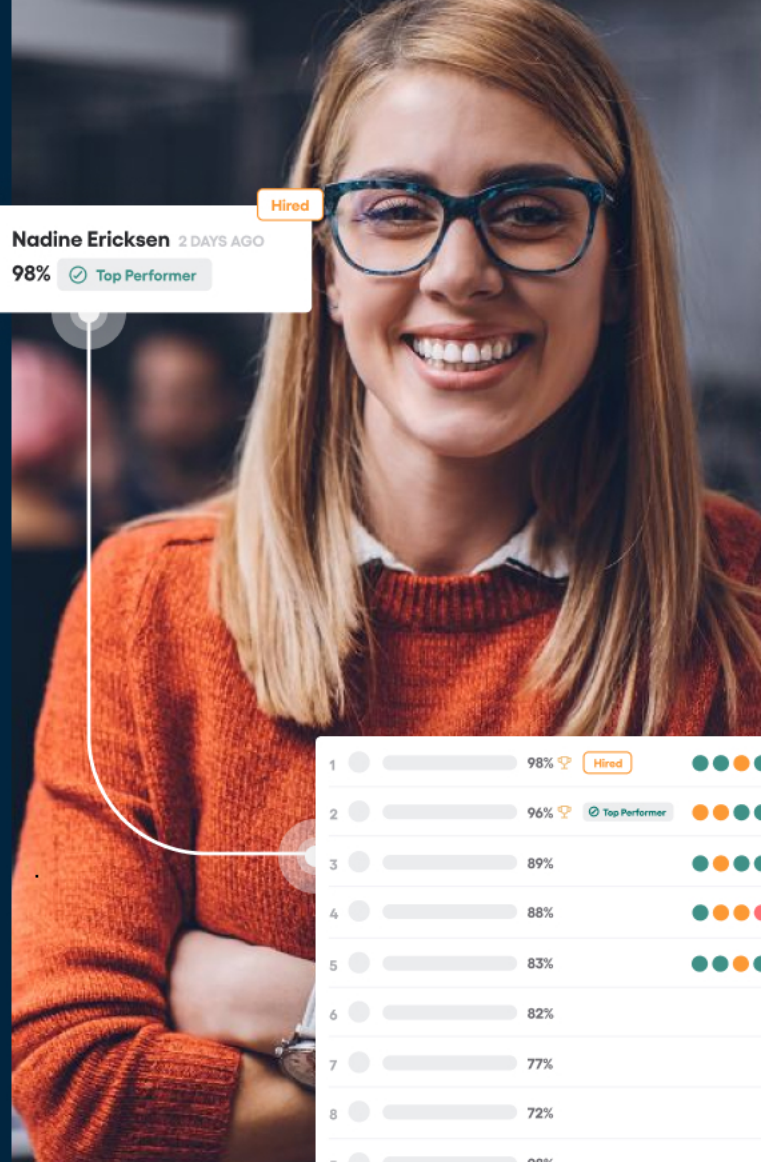 Hired
Nadine Ericksen 2 DAYS AGO
98% Top Performer
1 98% Hired
2 96% Top Performer
3 89%
4 88%
5 83%
6 82%
7 77%
8 72%